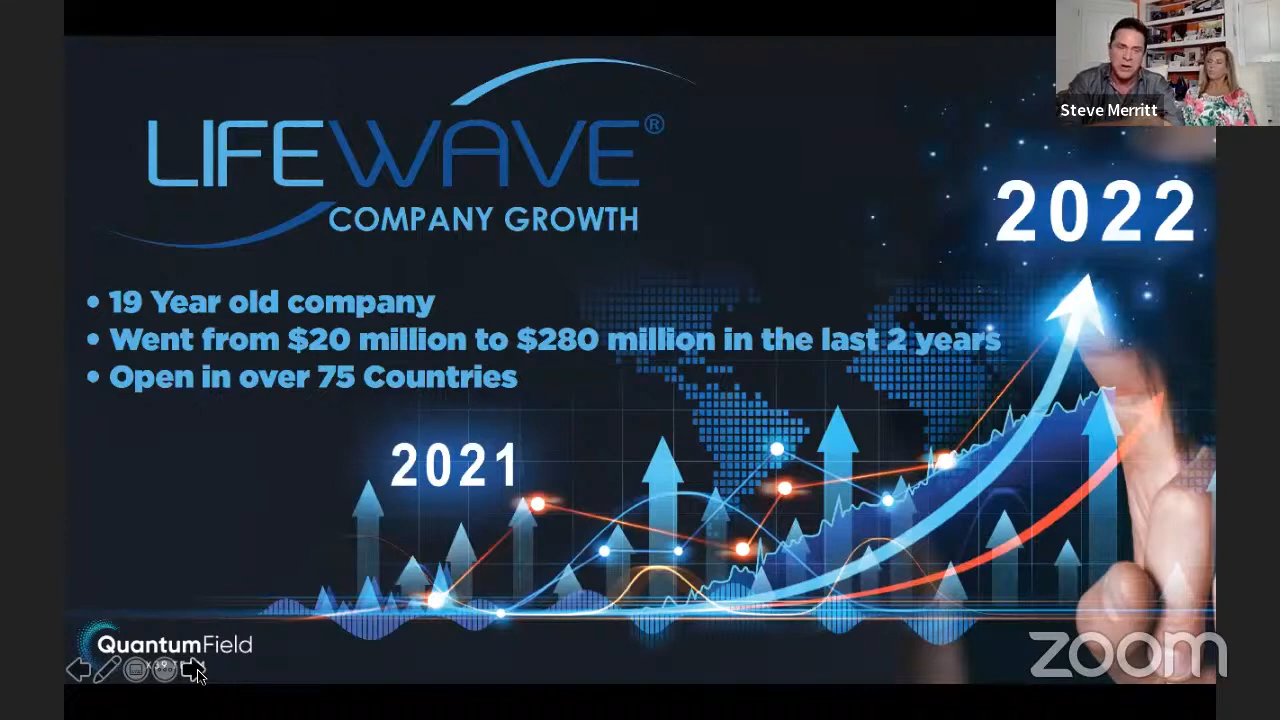 Steve Merritt
LIFEWAVE®
COMPANY GROWTH
2022
• 19 Year old company
• Went from $20 million to $280 million in the last 2 years
• Open in over 75 Countries
2021
QuantumField
zoom